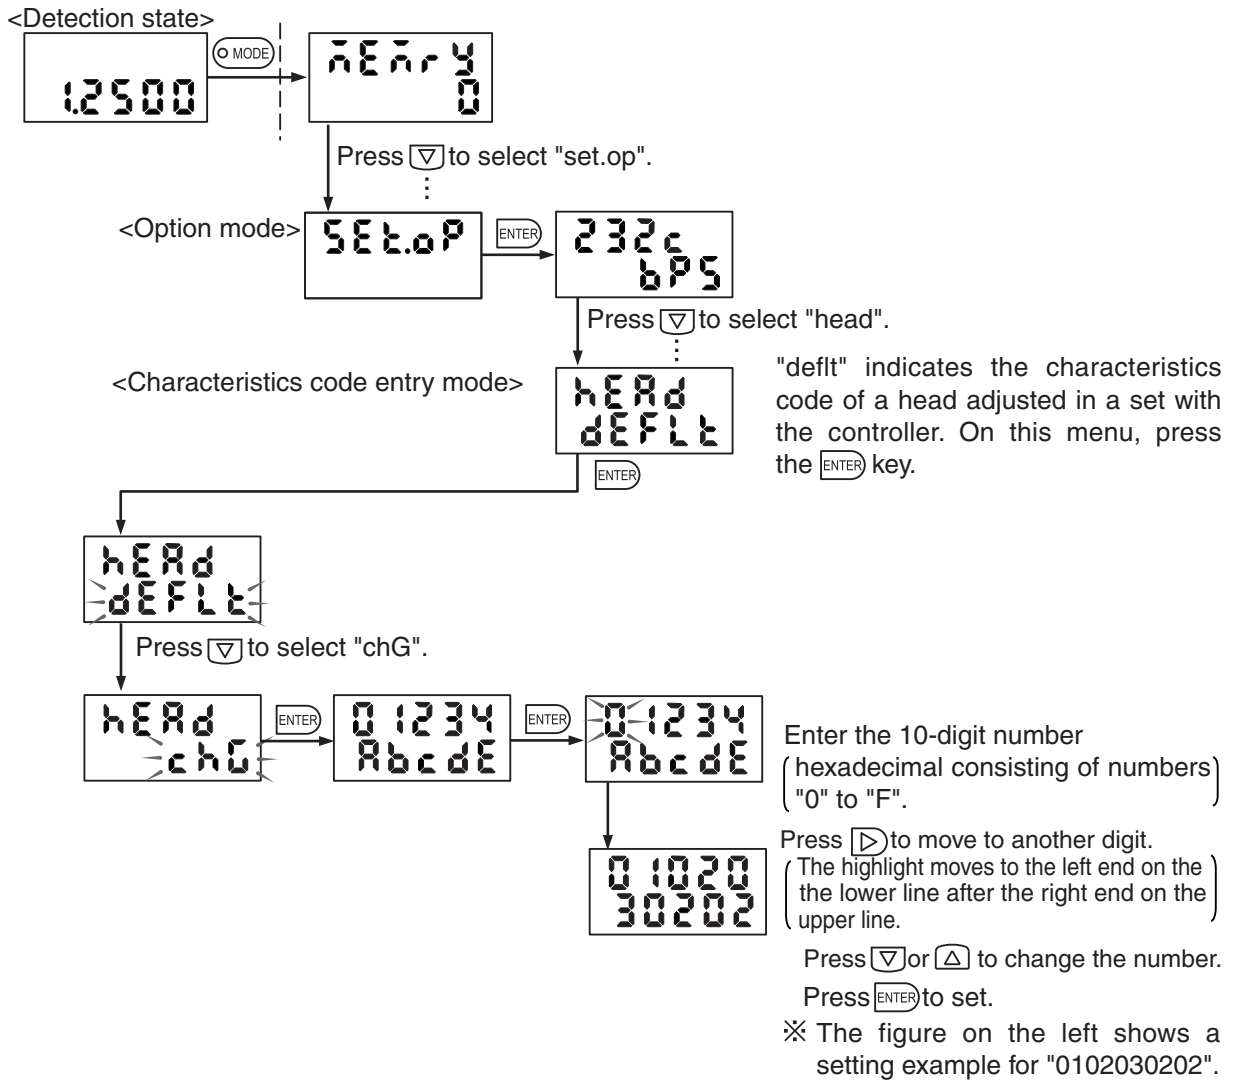 <Detection state>
1.2500
MODE
mEmry
0
Press to select "set.op".
<Option mode>
SEt.oP
ENTER
232c
bPS
Press to select "head".
<Characteristics code entry mode>
hEAd
dEFLt
"deflt" indicates the characteristics
code of a head adjusted in a set with
the controller. On this menu, press
the ENTER key.
ENTER
hEAd
dEFLt
Press to select "chG".
hEAd
chG
ENTER
01234
AbcdE
ENTER
01234
AbcdE
Enter the 10-digit number
(hexadecimal consisting of numbers
"0" to "F".)
Press to move to another digit.
(The highlight moves to the left end on the
the lower line after the right end on the
upper line.)
01020
30202
Press or to change the number.
Press ENTER to set.
※ The figure on the left shows a
setting example for "0102030202".